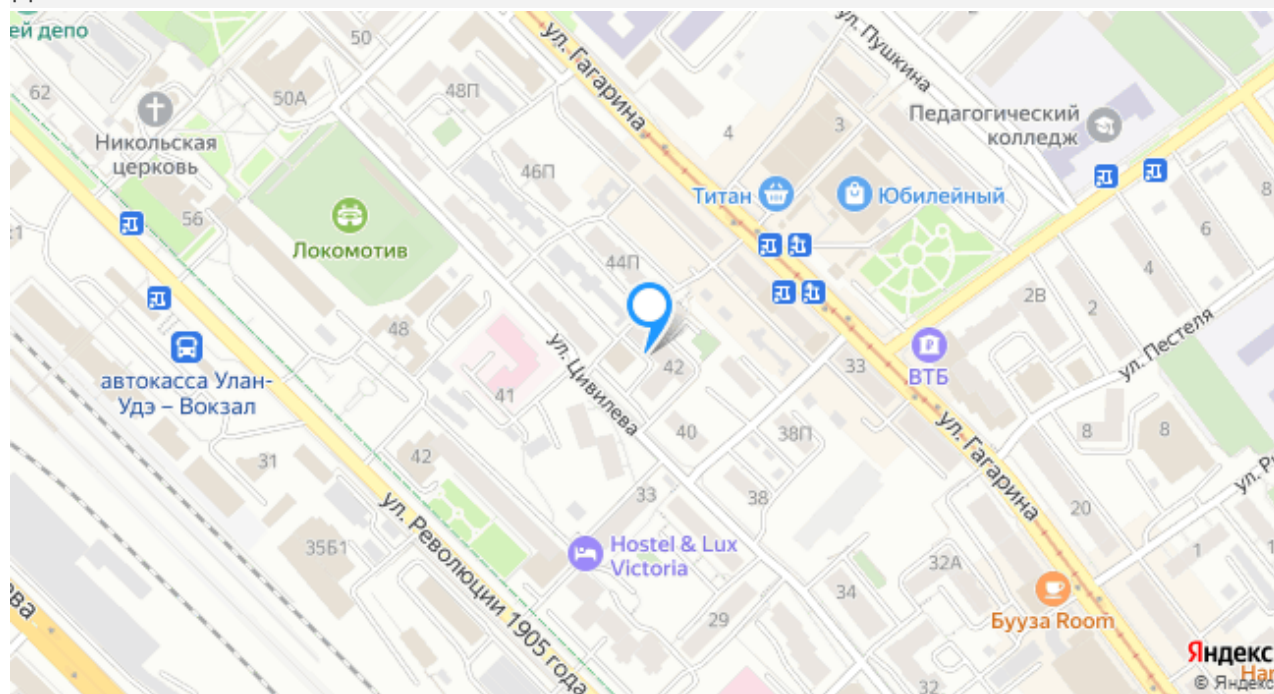 ей депо
50
ул. Гагарина
ул. Пушкина
62
50А
48П
Никольская
церковь
4
3
Педагогический
колледж
46П
Титан
Юбилейный
8
56
Локомотив
6
44П
4
2В
2
48
ул. Пестеля
автокасса Улан-
Удэ – Вокзал
ул. Цивилева
42
33
ВТБ
41
40
38П
8
8
ул. Гагарина
31
42
33
38
20
ул. Революции 1905 года
35Б1
Hostel & Lux
Victoria
32А
1
34
Бууза Room
29
32
Яндекс
© Яндекс